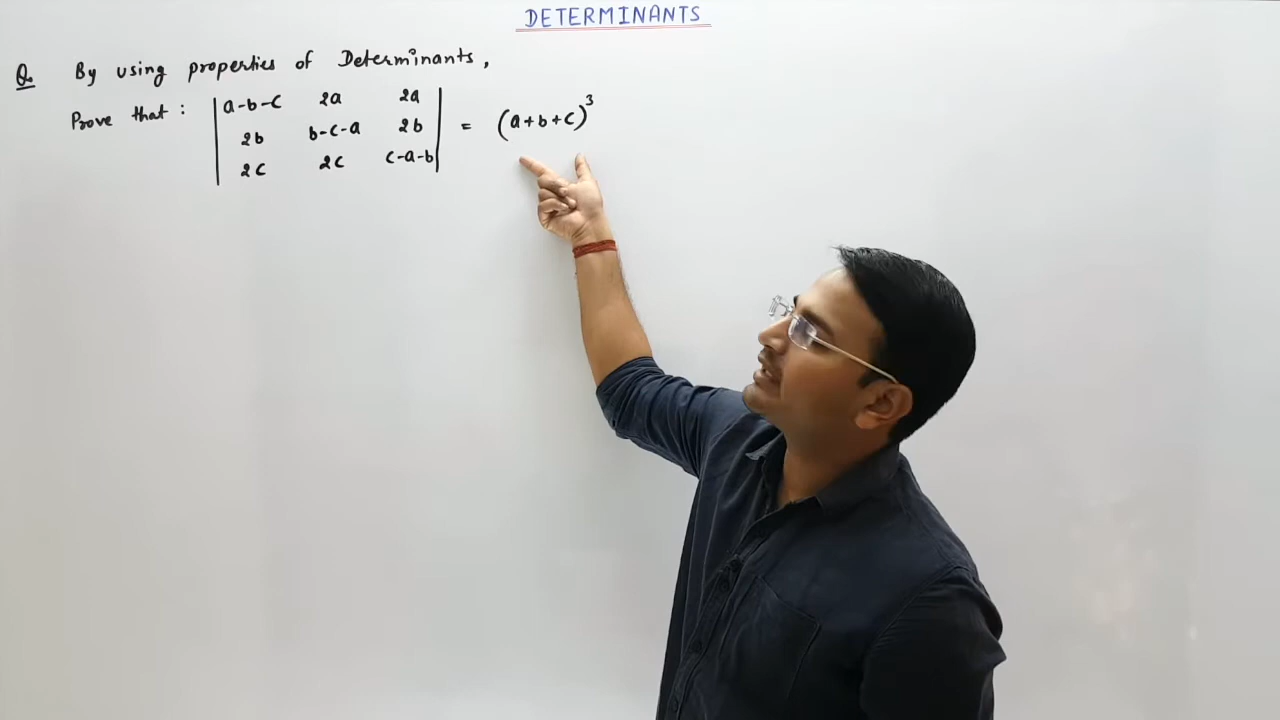 DETERMINANTS
Q. By using properties of Determinants,
Prove that : | a-b-c 2a 2a |
| 2b b-c-a 2b | = (a+b+c)³
| 2c 2c c-a-b |